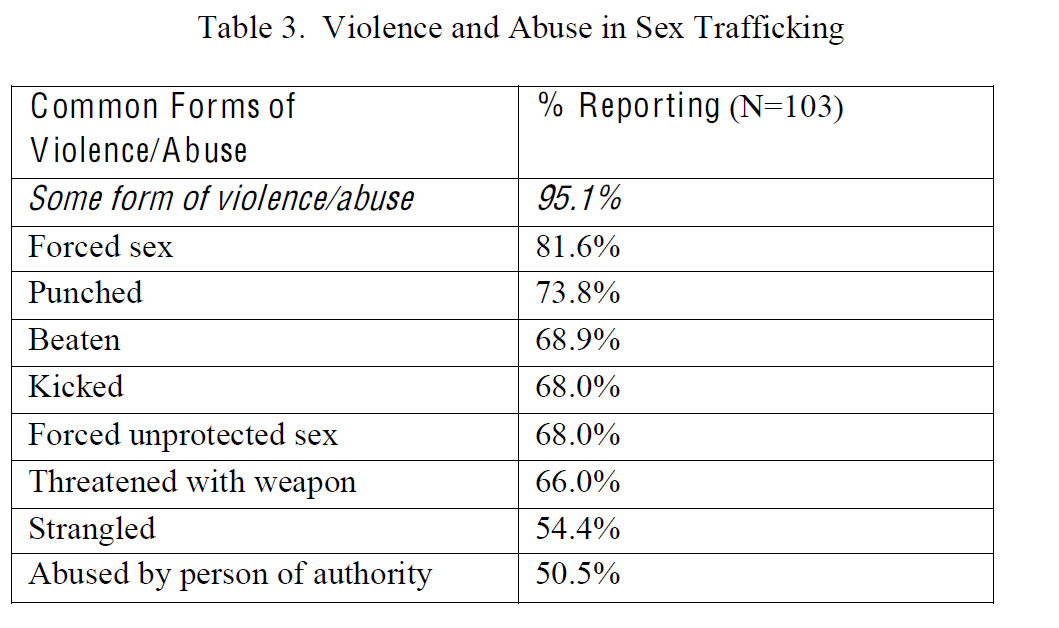 Table 3.  Violence and Abuse in Sex Trafficking
Common Forms of % Reporting (N=103)
Violence/Abuse
Some form of violence/abuse 95.1%
Forced sex 81.6%
Punched 73.8%
Beaten 68.9%
Kicked 68.0%
Forced unprotected sex 68.0%
Threatened with weapon 66.0%
Strangled 54.4%
Abused by person of authority 50.5%